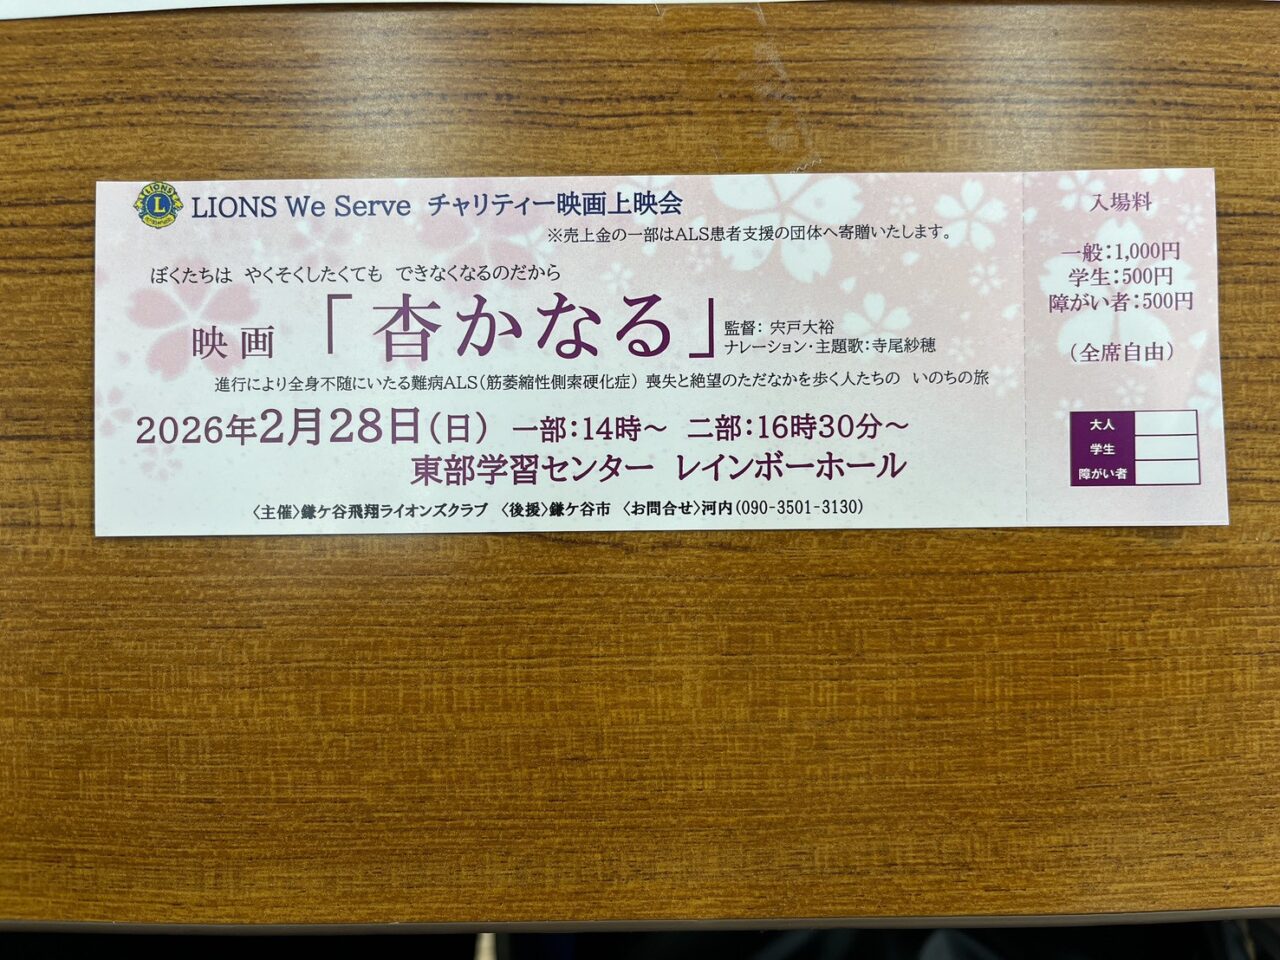 LIONS We Serve チャリティー映画上映会
※売上金の一部はALS患者支援の団体へ寄贈いたします。
ぼくたちは やくそくしたくても できなくなるのだから
映画「杳かなる」
監督：宍戸大裕
ナレーション・主題歌：寺尾紗穂
進行により全身不随にいたる難病ALS（筋萎縮性側索硬化症） 喪失と絶望のただなかを歩く人たちの いのちの旅
2026年2月28日（日） 一部：14時～ 二部：16時30分～
東部学習センター レインボーホール
〈主催〉鎌ケ谷飛翔ライオンズクラブ 〈後援〉鎌ケ谷市 〈お問合せ〉河内（090-3501-3130）
入場料
一般：1,000円
学生：500円
障がい者：500円
（全席自由）
大人
学生
障がい者
LIONS
L